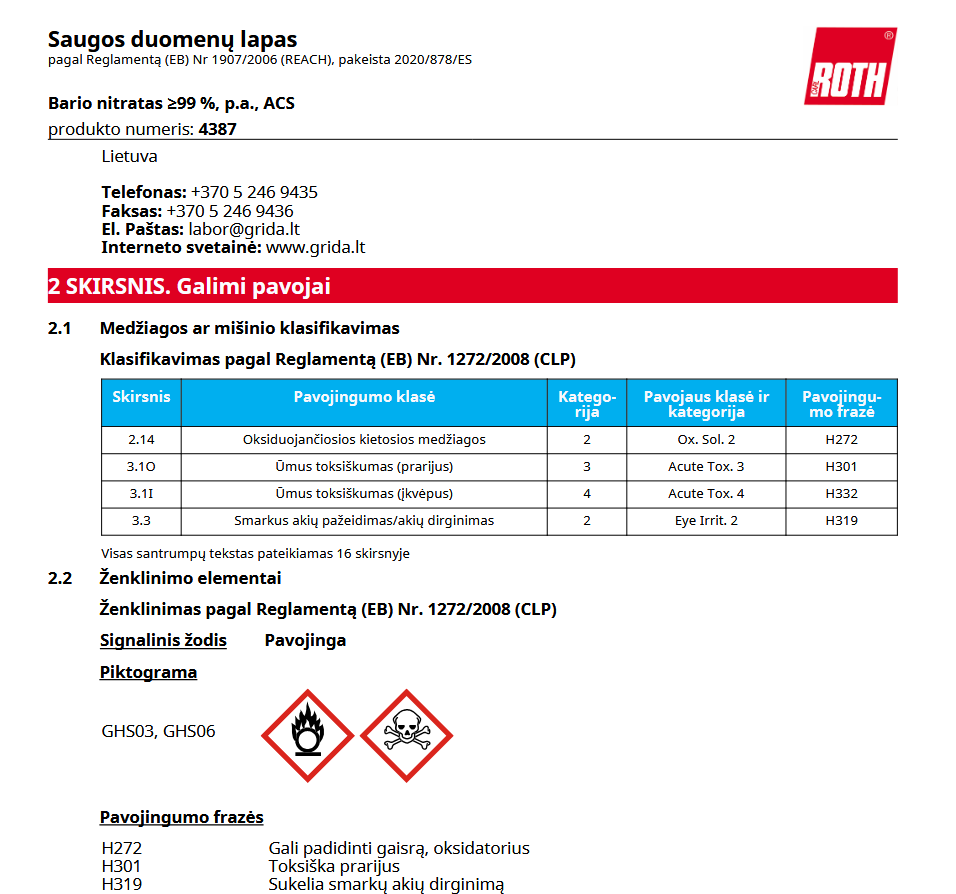 Saugos duomenų lapas
pagal Reglamentą (EB) Nr 1907/2006 (REACH), pakeista 2020/878/ES
CARL ROTH ®
Bario nitratas ≥99 %, p.a., ACS
produkto numeris: 4387
Lietuva
Telefonas: +370 5 246 9435
Faksas: +370 5 246 9436
El. Paštas: labor@grida.lt
Interneto svetainė: www.grida.lt
2 SKIRSNIS. Galimi pavojai
2.1 Medžiagos ar mišinio klasifikavimas
Klasifikavimas pagal Reglamentą (EB) Nr. 1272/2008 (CLP)
Skirsnis Pavojingumo klasė Katego-rija Pavojaus klasė ir kategorija Pavojingu-mo frazė
2.14 Oksiduojančiosios kietosios medžiagos 2 Ox. Sol. 2 H272
3.1O Ūmus toksiškumas (prarijus) 3 Acute Tox. 3 H301
3.1I Ūmus toksiškumas (įkvėpus) 4 Acute Tox. 4 H332
3.3 Smarkus akių pažeidimas/akių dirginimas 2 Eye Irrit. 2 H319
Visas santrumpų tekstas pateikiamas 16 skirsnyje
2.2 Ženklinimo elementai
Ženklinimas pagal Reglamentą (EB) Nr. 1272/2008 (CLP)
Signalinis žodis Pavojinga
Piktograma
GHS03, GHS06
Pavojingumo frazės
H272 Gali padidinti gaisrą, oksidatorius
H301 Toksiška prarijus
H319 Sukelia smarkų akių dirginimą